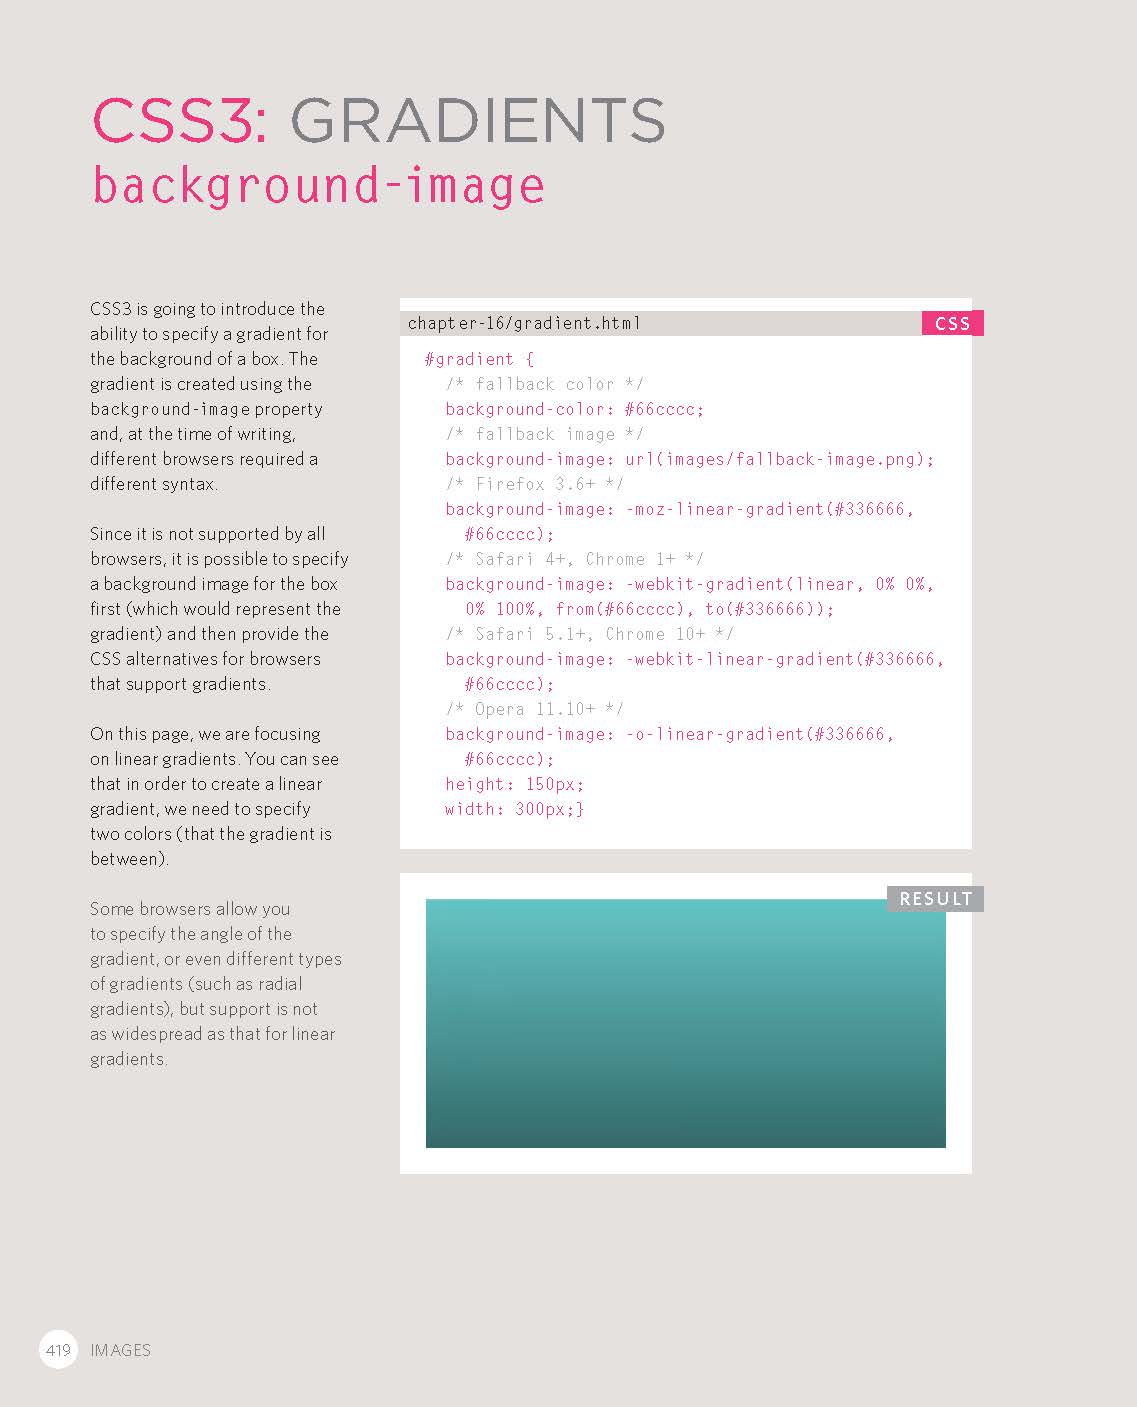 CSS3: GRADIENTS
background-image
CSS3 is going to introduce the
ability to specify a gradient for
the background of a box. The
gradient is created using the
background-image property
and, at the time of writing,
different browsers required a
different syntax.
Since it is not supported by all
browsers, it is possible to specify
a background image for the box
first (which would represent the
gradient) and then provide the
CSS alternatives for browsers
that support gradients.
On this page, we are focusing
on linear gradients. You can see
that in order to create a linear
gradient, we need to specify
two colors (that the gradient is
between).
Some browsers allow you
to specify the angle of the
gradient, or even different types
of gradients (such as radial
gradients), but support is not
as widespread as that for linear
gradients.
chapter-16/gradient.html
CSS
#gradient {
/* fallback color */
background-color: #66cccc;
/* fallback image */
background-image: url(images/fallback-image.png);
/* Firefox 3.6+ */
background-image: -moz-linear-gradient(#336666,
#66cccc);
/* Safari 4+, Chrome 1+ */
background-image: -webkit-gradient(linear, 0% 0%,
0% 100%, from(#66cccc), to(#336666));
/* Safari 5.1+, Chrome 10+ */
background-image: -webkit-linear-gradient(#336666,
#66cccc);
/* Opera 11.10+ */
background-image: -o-linear-gradient(#336666,
#66cccc);
height: 150px;
width: 300px;}
RESULT
419 IMAGES